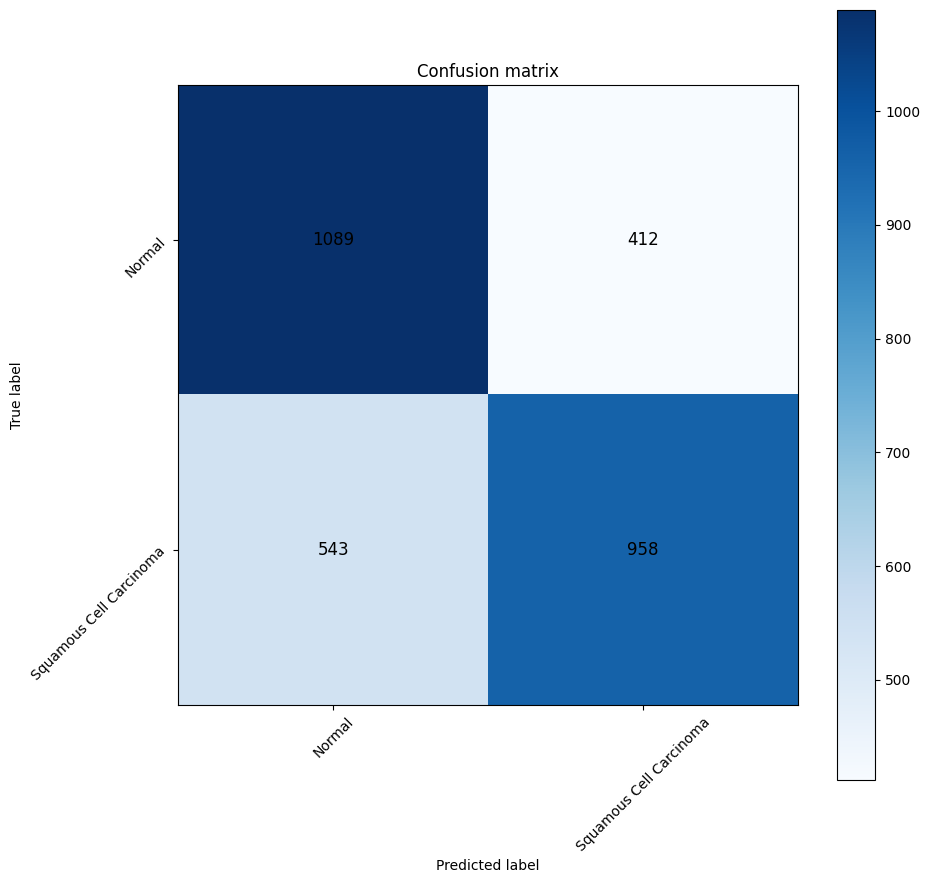 Confusion matrix
True label
Normal
1089
412
Squamous Cell Carcinoma
543
958
Normal
Squamous Cell Carcinoma
Predicted label
1000
900
800
700
600
500